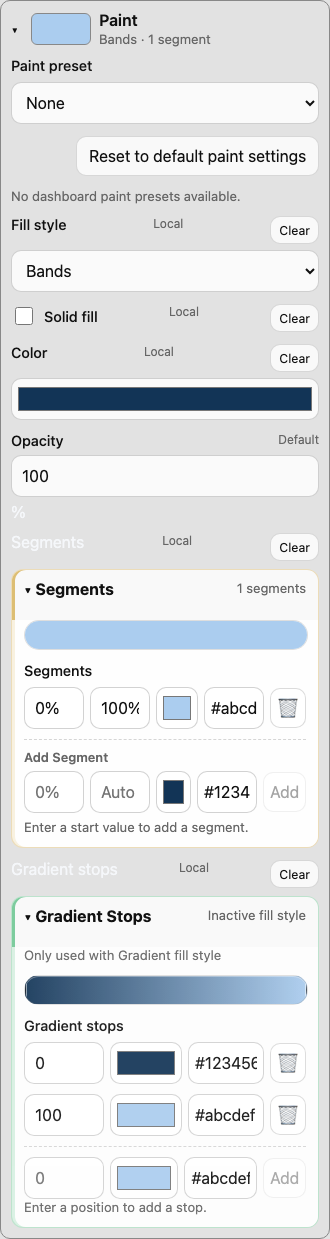 Paint
Bands · 1 segment
Paint preset
None
Reset to default paint settings
No dashboard paint presets available.
Fill style Local Clear
Bands
Solid fill Local Clear
Color Local Clear
Opacity Default
100
%
Segments Local Clear
Segments 1 segments
Segments
0% 100% #abcd
Add Segment
0% Auto #1234 Add
Enter a start value to add a segment.
Gradient stops Local Clear
Gradient Stops Inactive fill style
Only used with Gradient fill style
Gradient stops
0 #123456
100 #abcdef
0 #abcdef Add
Enter a position to add a stop.